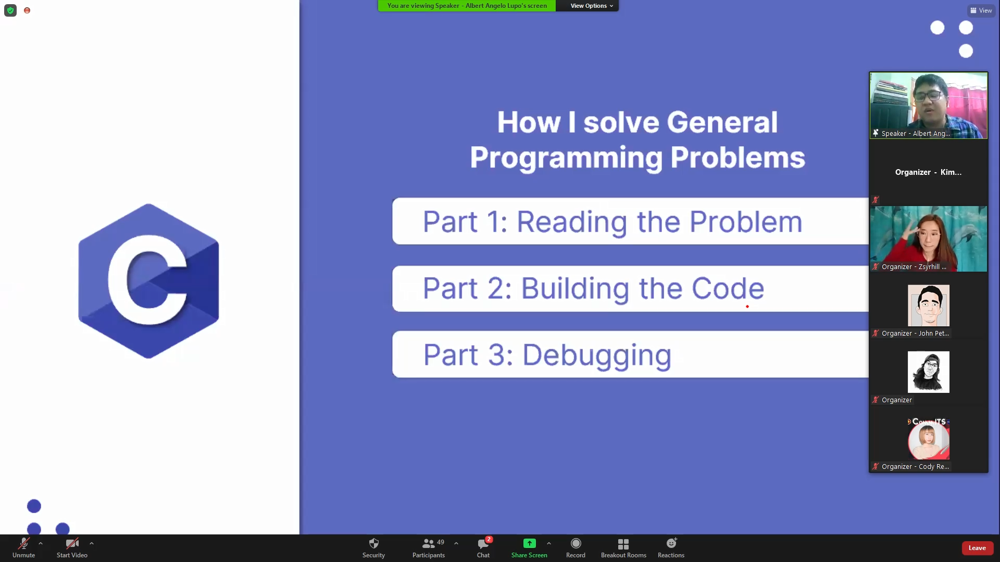 You are viewing Speaker - Albert Angelo Lupo's screen
View Options
View
How I solve General
Programming Problems
C
Part 1: Reading the Problem
Part 2: Building the Code
Part 3: Debugging
Speaker - Albert Ang...
Organizer - Kim...
Organizer - Zsyrhill ...
Organizer - John Pet...
Organizer
CommITS
Organizer - Cody Re...
Unmute
Start Video
Security
49
Participants
2
Chat
Share Screen
Record
Breakout Rooms
Reactions
Leave